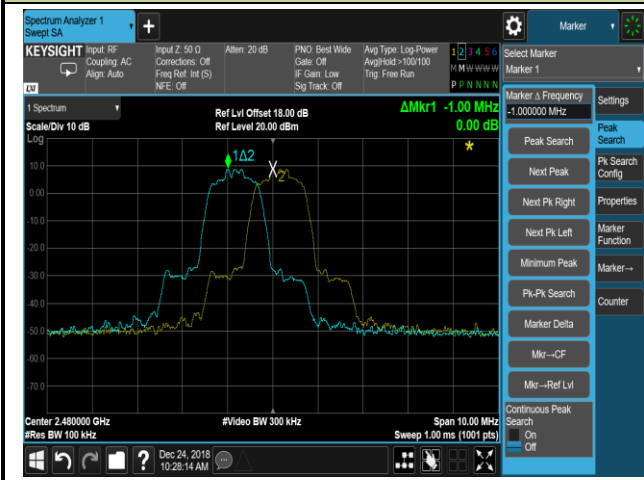 Spectrum Analyzer 1
Swept SA
Marker
KEYSIGHT
Input: RF
Coupling: AC
Align: Auto
Input Z: 50 Ω
Corrections: Off
Freq Ref: Int (S)
NFE: Off
Atten: 20 dB
PNO: Best Wide
Gate: Off
IF Gain: Low
Sig Track: Off
Avg Type: Log-Power
Avg|Hold:>100/100
Trig: Free Run
1 2 3 4 5 6
M M W W W W
P P N N N N
LXI
Select Marker
Marker 1
1 Spectrum
Scale/Div 10 dB
Log
Ref Lvl Offset 18.00 dB
Ref Level 20.00 dBm
ΔMkr1 -1.00 MHz
0.00 dB
*
1Δ2
2
10.0
0.00
-10.0
-20.0
-30.0
-40.0
-50.0
-60.0
-70.0
Center 2.480000 GHz
#Res BW 100 kHz
#Video BW 300 kHz
Span 10.00 MHz
Sweep 1.00 ms (1001 pts)
Marker Δ Frequency
-1.000000 MHz
Peak Search
Next Peak
Next Pk Right
Next Pk Left
Minimum Peak
Pk-Pk Search
Marker Delta
Mkr→CF
Mkr→Ref Lvl
Continuous Peak
Search
On
Off
Settings
Peak
Search
Pk Search
Config
Properties
Marker
Function
Marker→
Counter
?
Dec 24, 2018
10:28:14 AM